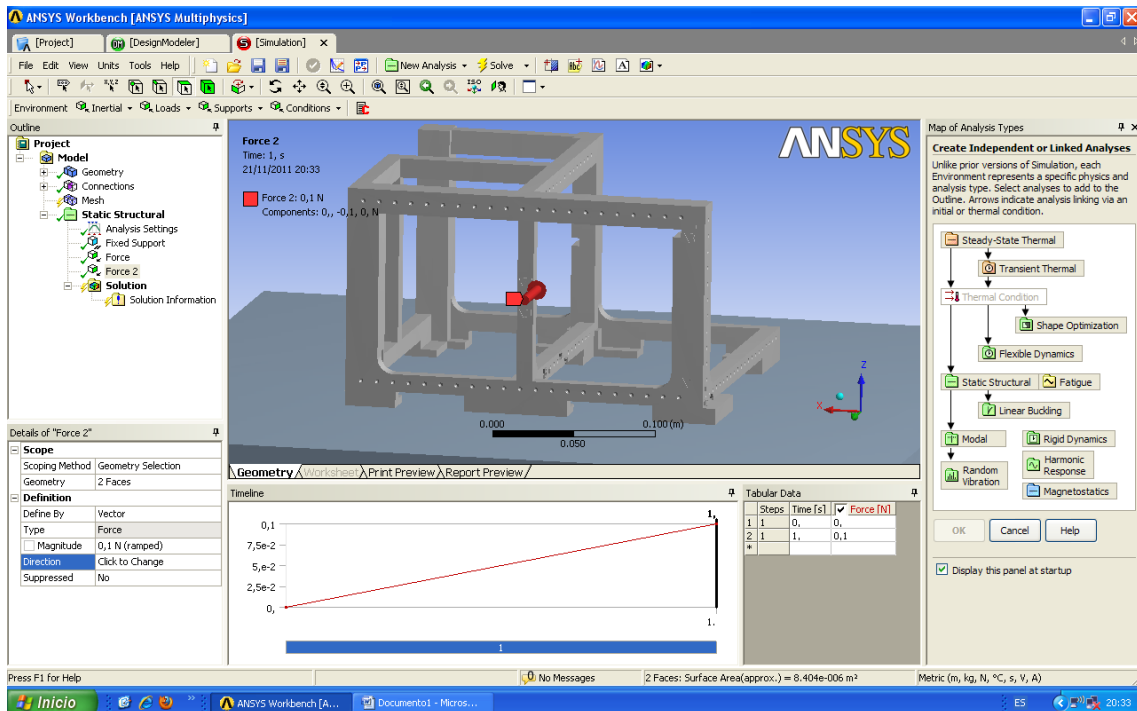 ANSYS Workbench [ANSYS Multiphysics]
[Project] [DesignModeler] [Simulation]
File Edit View Units Tools Help New Analysis Solve
Environment Inertial Loads Supports Conditions
Outline
Project
Model
Geometry
Connections
Mesh
Static Structural
Analysis Settings
Fixed Support
Force
Force 2
Solution
Solution Information
Details of "Force 2"
Scope
Scoping Method Geometry Selection
Geometry 2 Faces
Definition
Define By Vector
Type Force
Magnitude 0,1 N (ramped)
Direction Click to Change
Suppressed No
Force 2
Time: 1, s
21/11/2011 20:33
Force 2: 0,1 N
Components: 0,, -0,1, 0, N
ANSYS
Z
X
0.000 0.100 (m)
0.050
Geometry Worksheet Print Preview Report Preview
Timeline
1,
0,1
7,5e-2
5,e-2
2,5e-2
0,
1.
1
Tabular Data
Steps Time [s] Force [N]
1 1 0, 0,
2 1 1, 0,1
*
Map of Analysis Types
Create Independent or Linked Analyses
Unlike prior versions of Simulation, each
Environment represents a specific physics and
analysis type. Select analyses to add to the
Outline. Arrows indicate analysis linking via an
initial or thermal condition.
Steady-State Thermal
Transient Thermal
Thermal Condition
Shape Optimization
Flexible Dynamics
Static Structural Fatigue
Linear Buckling
Modal Rigid Dynamics
Random
Vibration
Harmonic
Response
Magnetostatics
OK Cancel Help
Display this panel at startup
Press F1 for Help No Messages 2 Faces: Surface Area(approx.) = 8.404e-006 m² Metric (m, kg, N, ºC, s, V, A)
Inicio ANSYS Workbench [A... Documento1 - Micros... ES 20:33